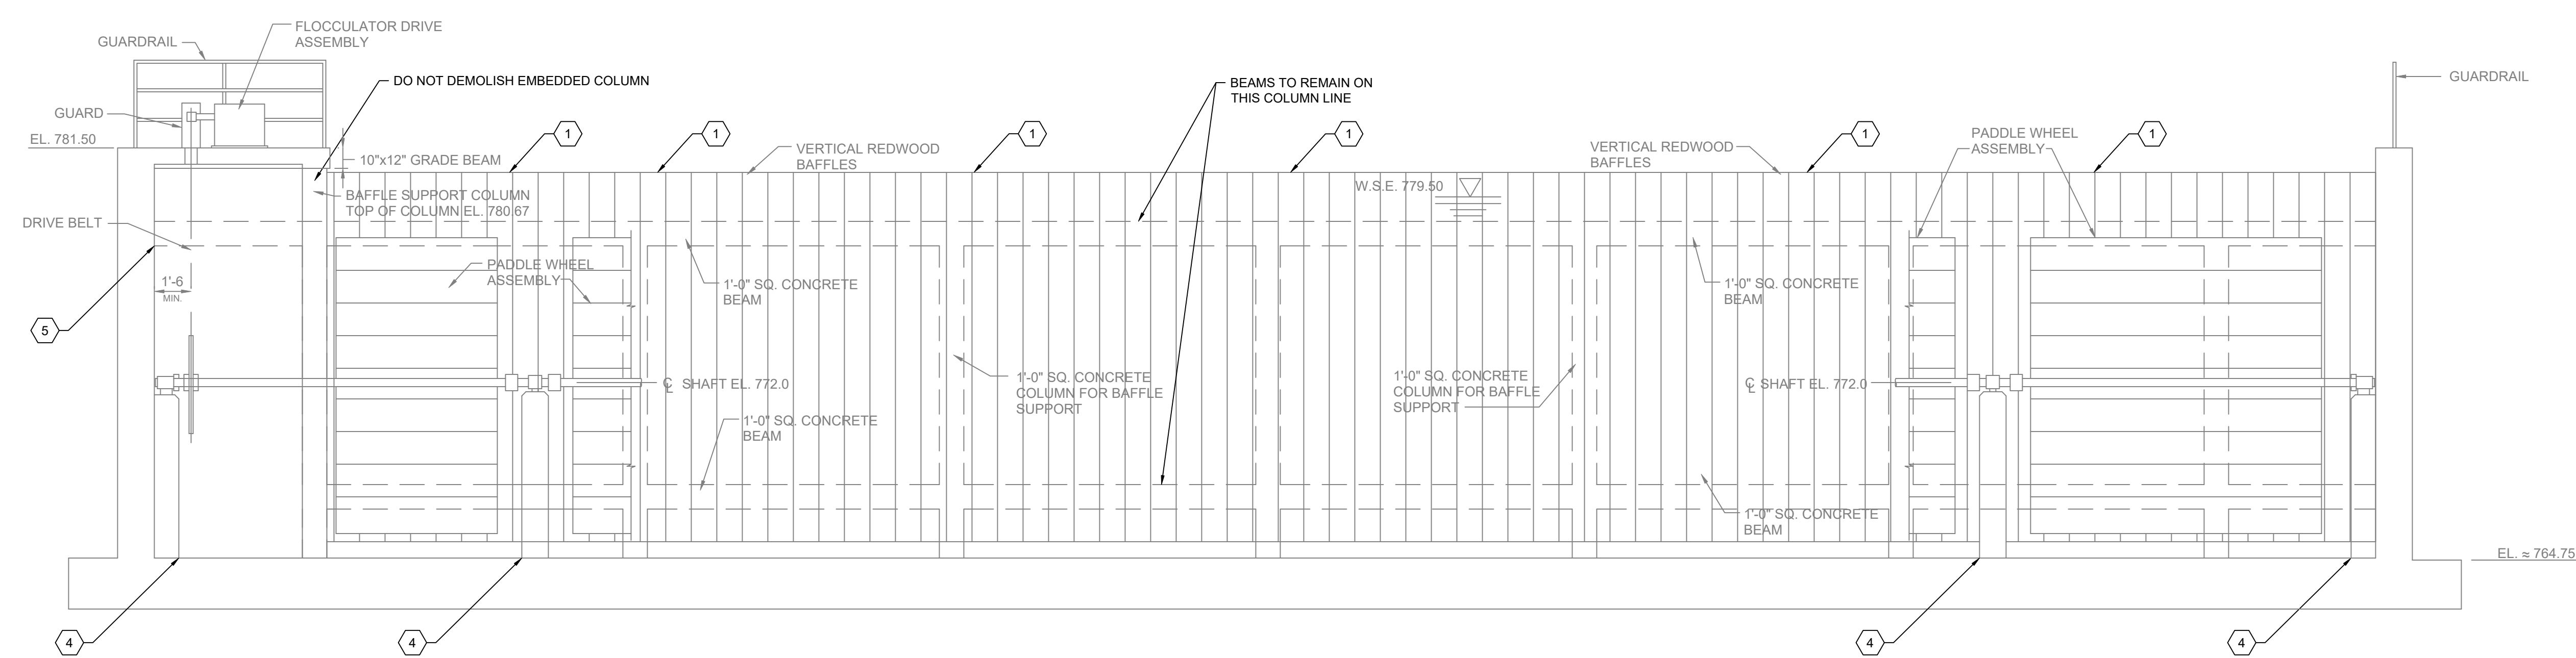 FLOCCULATOR DRIVE
ASSEMBLY
GUARDRAIL
DO NOT DEMOLISH EMBEDDED COLUMN
BEAMS TO REMAIN ON
THIS COLUMN LINE
GUARDRAIL
GUARD
EL. 781.50
1
1
1
1
1
1
10"x12" GRADE BEAM
VERTICAL REDWOOD
BAFFLES
VERTICAL REDWOOD
BAFFLES
PADDLE WHEEL
ASSEMBLY
BAFFLE SUPPORT COLUMN
TOP OF COLUMN EL. 780.67
W.S.E. 779.50
DRIVE BELT
PADDLE WHEEL
ASSEMBLY
1'-6
MIN.
1'-0" SQ. CONCRETE
BEAM
1'-0" SQ. CONCRETE
BEAM
5
℄ SHAFT EL. 772.0
1'-0" SQ. CONCRETE
COLUMN FOR BAFFLE
SUPPORT
1'-0" SQ. CONCRETE
COLUMN FOR BAFFLE
SUPPORT
℄ SHAFT EL. 772.0
1'-0" SQ. CONCRETE
BEAM
1'-0" SQ. CONCRETE
BEAM
EL. ≈ 764.75
4
4
4
4